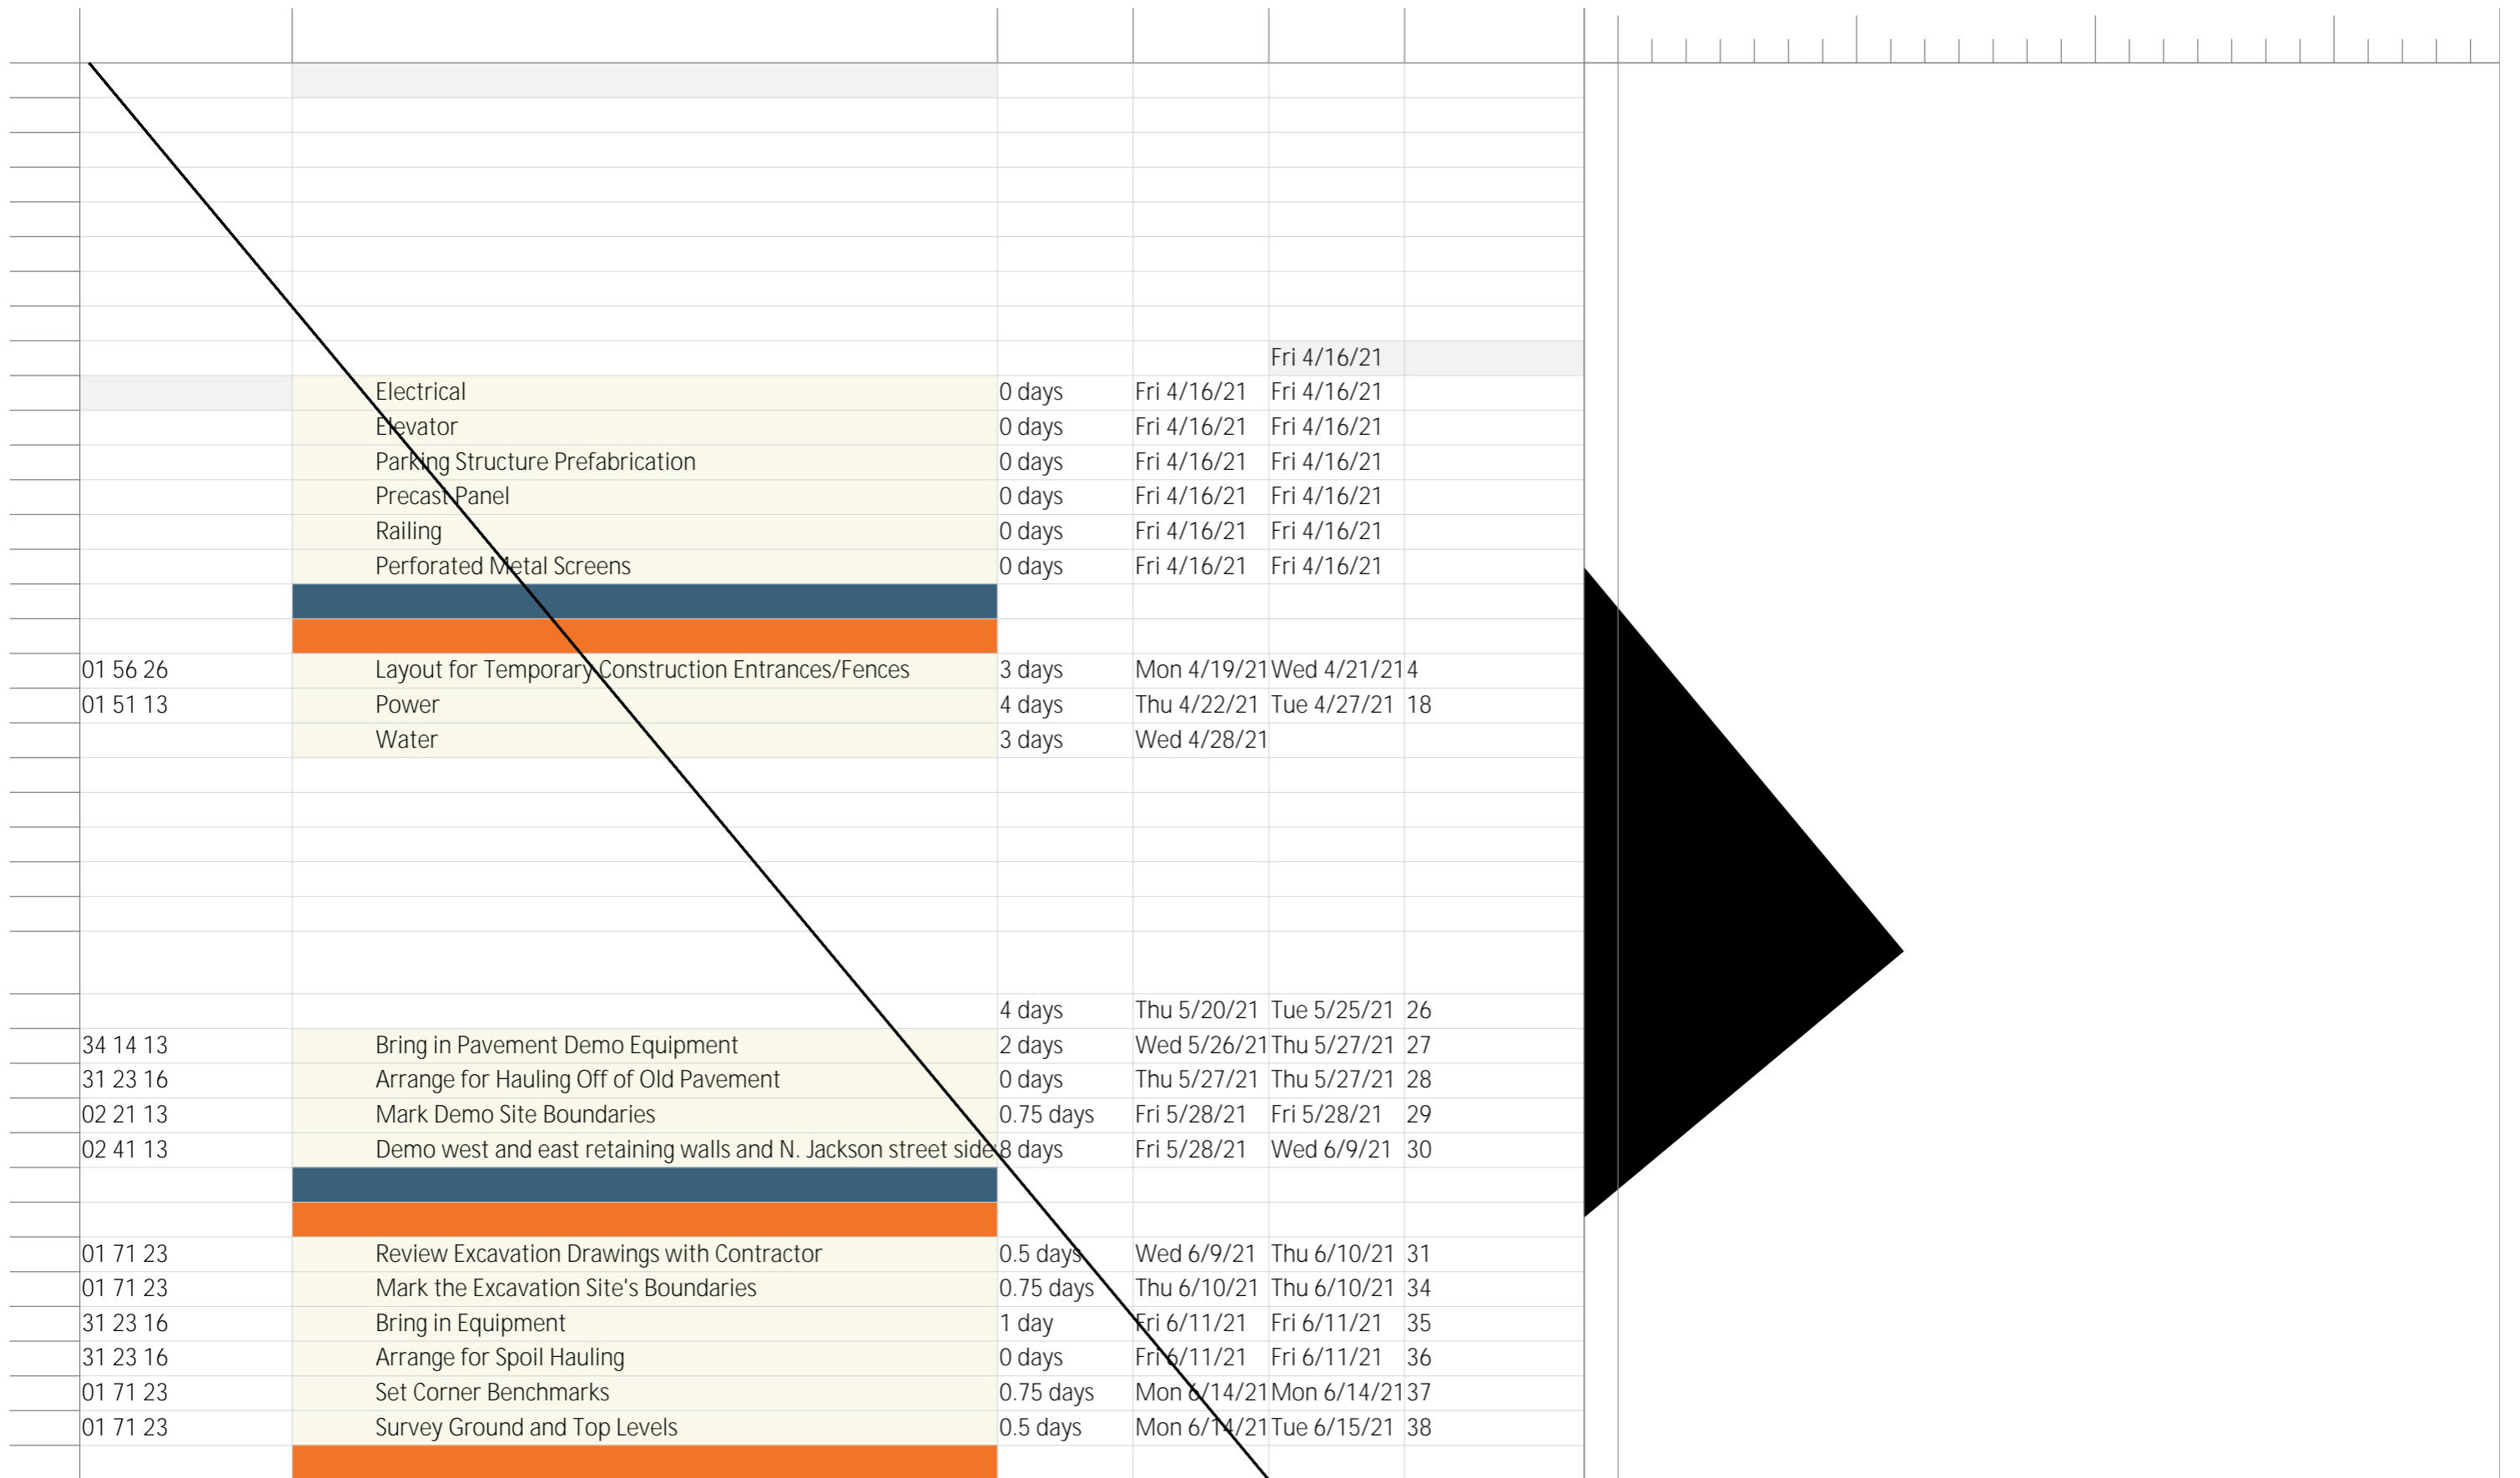 Fri 4/16/21
Electrical 0 days Fri 4/16/21 Fri 4/16/21
Elevator 0 days Fri 4/16/21 Fri 4/16/21
Parking Structure Prefabrication 0 days Fri 4/16/21 Fri 4/16/21
Precast Panel 0 days Fri 4/16/21 Fri 4/16/21
Railing 0 days Fri 4/16/21 Fri 4/16/21
Perforated Metal Screens 0 days Fri 4/16/21 Fri 4/16/21
01 56 26 Layout for Temporary Construction Entrances/Fences 3 days Mon 4/19/21 Wed 4/21/21 4
01 51 13 Power 4 days Thu 4/22/21 Tue 4/27/21 18
Water 3 days Wed 4/28/21
4 days Thu 5/20/21 Tue 5/25/21 26
34 14 13 Bring in Pavement Demo Equipment 2 days Wed 5/26/21 Thu 5/27/21 27
31 23 16 Arrange for Hauling Off of Old Pavement 0 days Thu 5/27/21 Thu 5/27/21 28
02 21 13 Mark Demo Site Boundaries 0.75 days Fri 5/28/21 Fri 5/28/21 29
02 41 13 Demo west and east retaining walls and N. Jackson street side 8 days Fri 5/28/21 Wed 6/9/21 30
01 71 23 Review Excavation Drawings with Contractor 0.5 days Wed 6/9/21 Thu 6/10/21 31
01 71 23 Mark the Excavation Site's Boundaries 0.75 days Thu 6/10/21 Thu 6/10/21 34
31 23 16 Bring in Equipment 1 day Fri 6/11/21 Fri 6/11/21 35
31 23 16 Arrange for Spoil Hauling 0 days Fri 6/11/21 Fri 6/11/21 36
01 71 23 Set Corner Benchmarks 0.75 days Mon 6/14/21 Mon 6/14/21 37
01 71 23 Survey Ground and Top Levels 0.5 days Mon 6/14/21 Tue 6/15/21 38